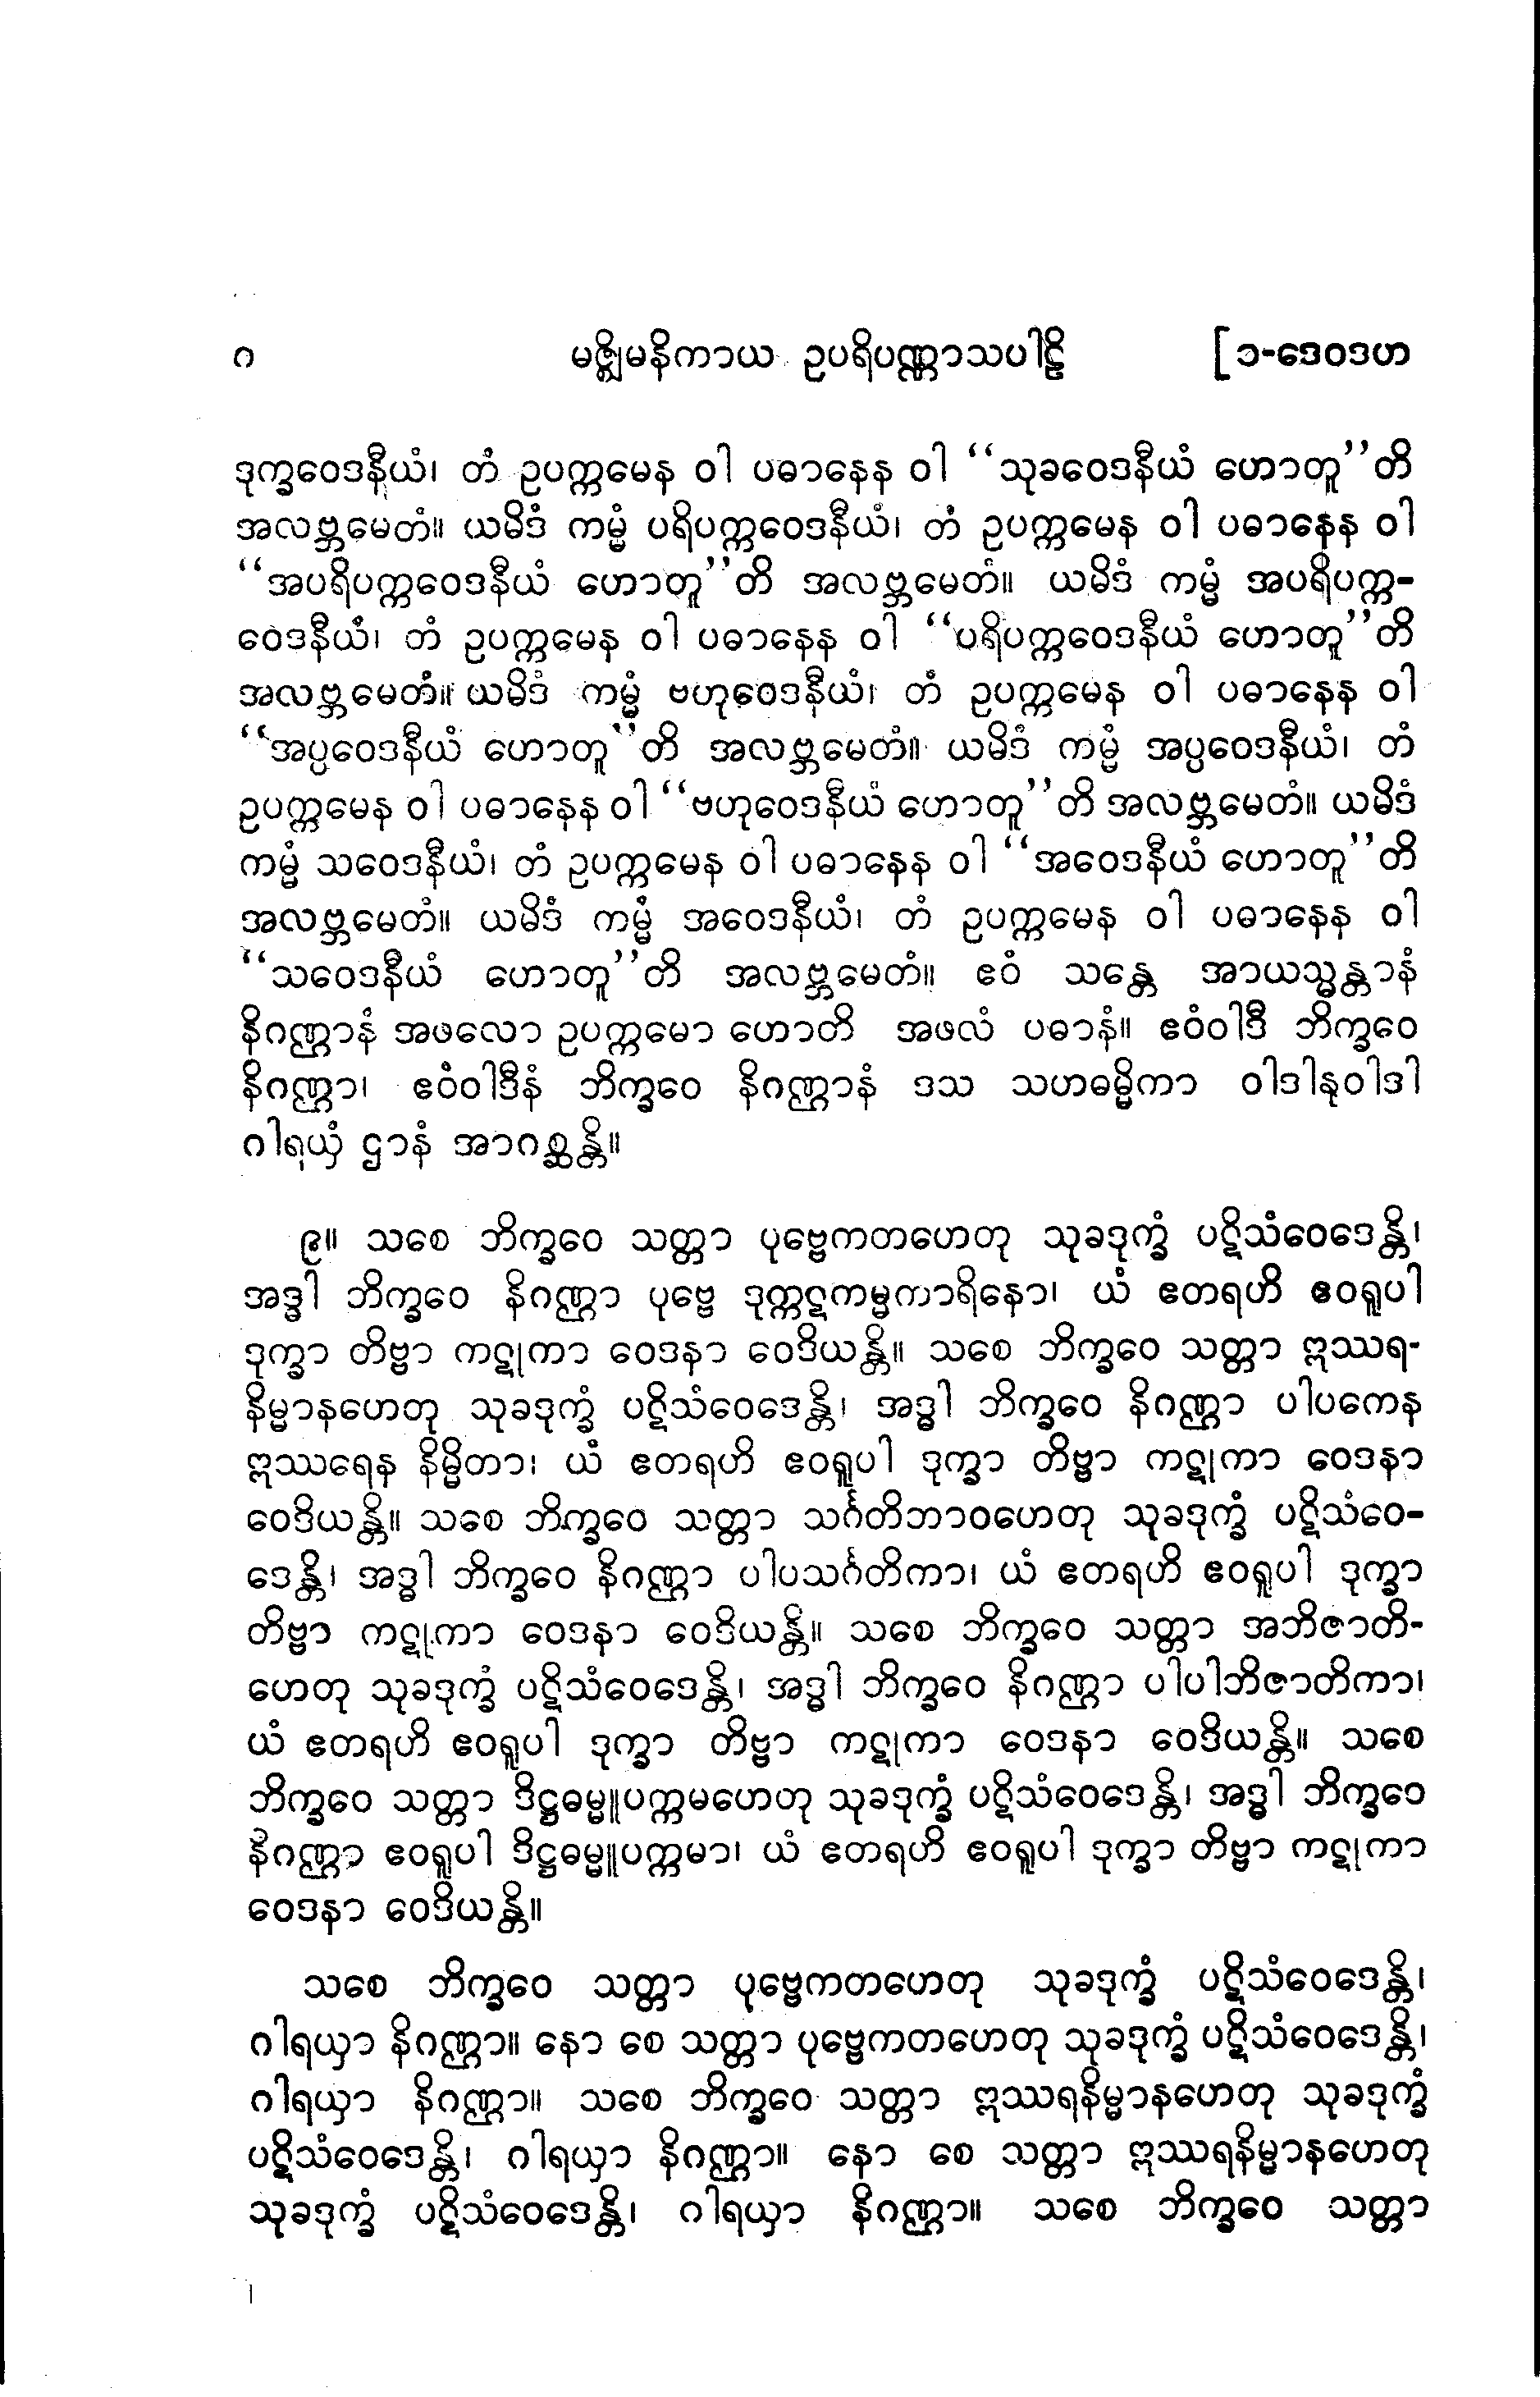 ၈ မဇ္ဈိမနိကာယ ဥပရိပဏ္ဏာသပါဠိ [၁-ဒေဝဒဟ
ဒုက္ခဝေဒနီယံ၊ တံ ဥပက္ကမေန ဝါ ပဓာနေန ဝါ “သုခဝေဒနီယံ ဟောတူ”တိ
အလဗ္ဘမေတံ။ ယမိဒံ ကမ္မံ ပရိပက္ကဝေဒနီယံ၊ တံ ဥပက္ကမေန ဝါ ပဓာနေန ဝါ
“အပရိပက္ကဝေဒနီယံ ဟောတူ”တိ အလဗ္ဘမေတံ။ ယမိဒံ ကမ္မံ အပရိပက္က-
ဝေဒနီယံ၊ တံ ဥပက္ကမေန ဝါ ပဓာနေန ဝါ “ပရိပက္ကဝေဒနီယံ ဟောတူ”တိ
အလဗ္ဘမေတံ။ ယမိဒံ ကမ္မံ ဗဟုဝေဒနီယံ၊ တံ ဥပက္ကမေန ဝါ ပဓာနေန ဝါ
“အပ္ပဝေဒနီယံ ဟောတူ”တိ အလဗ္ဘမေတံ။ ယမိဒံ ကမ္မံ အပ္ပဝေဒနီယံ၊ တံ
ဥပက္ကမေန ဝါ ပဓာနေန ဝါ “ဗဟုဝေဒနီယံ ဟောတူ”တိ အလဗ္ဘမေတံ။ ယမိဒံ
ကမ္မံ သဝေဒနီယံ၊ တံ ဥပက္ကမေန ဝါ ပဓာနေန ဝါ “အဝေဒနီယံ ဟောတူ”တိ
အလဗ္ဘမေတံ။ ယမိဒံ ကမ္မံ အဝေဒနီယံ၊ တံ ဥပက္ကမေန ဝါ ပဓာနေန ဝါ
“သဝေဒနီယံ ဟောတူ”တိ အလဗ္ဘမေတံ။ ဧဝံ သန္တေ အာယသ္မန္တာနံ
နိဂဏ္ဌာနံ အဖလော ဥပက္ကမော ဟောတိ အဖလံ ပဓာနံ။ ဧဝံဝါဒီ ဘိက္ခဝေ
နိဂဏ္ဌာ၊ ဧဝံဝါဒီနံ ဘိက္ခဝေ နိဂဏ္ဌာနံ ဒသ သဟဓမ္မိကာ ဝါဒါနုဝါဒါ
ဂါရယှံ ဌာနံ အာဂစ္ဆန္တိ။
၉။ သစေ ဘိက္ခဝေ သတ္တာ ပုဗ္ဗေကတဟေတု သုခဒုက္ခံ ပဋိသံဝေဒေန္တိ၊
အဒ္ဓါ ဘိက္ခဝေ နိဂဏ္ဌာ ပုဗ္ဗေ ဒုက္ကဋကမ္မကာရိနော၊ ယံ ဧတရဟိ ဧဝရူပါ
ဒုက္ခာ တိဗ္ဗာ ကဋုကာ ဝေဒနာ ဝေဒိယန္တိ။ သစေ ဘိက္ခဝေ သတ္တာ ဣဿရ-
နိမ္မာနဟေတု သုခဒုက္ခံ ပဋိသံဝေဒေန္တိ၊ အဒ္ဓါ ဘိက္ခဝေ နိဂဏ္ဌာ ပါပကေန
ဣဿရေန နိမ္မိတာ၊ ယံ ဧတရဟိ ဧဝရူပါ ဒုက္ခာ တိဗ္ဗာ ကဋုကာ ဝေဒနာ
ဝေဒိယန္တိ။ သစေ ဘိက္ခဝေ သတ္တာ သင်္ဂတိဘာဝဟေတု သုခဒုက္ခံ ပဋိသံဝေ-
ဒေန္တိ၊ အဒ္ဓါ ဘိက္ခဝေ နိဂဏ္ဌာ ပါပသင်္ဂတိကာ၊ ယံ ဧတရဟိ ဧဝရူပါ ဒုက္ခာ
တိဗ္ဗာ ကဋုကာ ဝေဒနာ ဝေဒိယန္တိ။ သစေ ဘိက္ခဝေ သတ္တာ အဘိဇာတိ-
ဟေတု သုခဒုက္ခံ ပဋိသံဝေဒေန္တိ၊ အဒ္ဓါ ဘိက္ခဝေ နိဂဏ္ဌာ ပါပါဘိဇာတိကာ၊
ယံ ဧတရဟိ ဧဝရူပါ ဒုက္ခာ တိဗ္ဗာ ကဋုကာ ဝေဒနာ ဝေဒိယန္တိ။ သစေ
ဘိက္ခဝေ သတ္တာ ဒိဋ္ဌဓမ္မူပက္ကမဟေတု သုခဒုက္ခံ ပဋိသံဝေဒေန္တိ၊ အဒ္ဓါ ဘိက္ခဝေ
နိဂဏ္ဌာ ဧဝရူပါ ဒိဋ္ဌဓမ္မူပက္ကမာ၊ ယံ ဧတရဟိ ဧဝရူပါ ဒုက္ခာ တိဗ္ဗာ ကဋုကာ
ဝေဒနာ ဝေဒိယန္တိ။
သစေ ဘိက္ခဝေ သတ္တာ ပုဗ္ဗေကတဟေတု သုခဒုက္ခံ ပဋိသံဝေဒေန္တိ၊
ဂါရယှာ နိဂဏ္ဌာ။ နော စေ သတ္တာ ပုဗ္ဗေကတဟေတု သုခဒုက္ခံ ပဋိသံဝေဒေန္တိ၊
ဂါရယှာ နိဂဏ္ဌာ။ သစေ ဘိက္ခဝေ သတ္တာ ဣဿရနိမ္မာနဟေတု သုခဒုက္ခံ
ပဋိသံဝေဒေန္တိ၊ ဂါရယှာ နိဂဏ္ဌာ။ နော စေ သတ္တာ ဣဿရနိမ္မာနဟေတု
သုခဒုက္ခံ ပဋိသံဝေဒေန္တိ၊ ဂါရယှာ နိဂဏ္ဌာ။ သစေ ဘိက္ခဝေ သတ္တာ